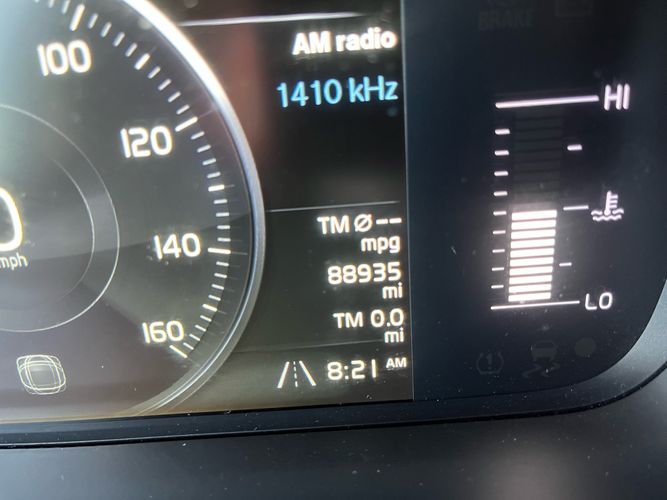 100
120
140
160
0
mph
AM radio
1410 kHz
TM Ø--
mpg
88935
mi
TM 0.0
mi
8:21 AM
BRAKE
HI
LO